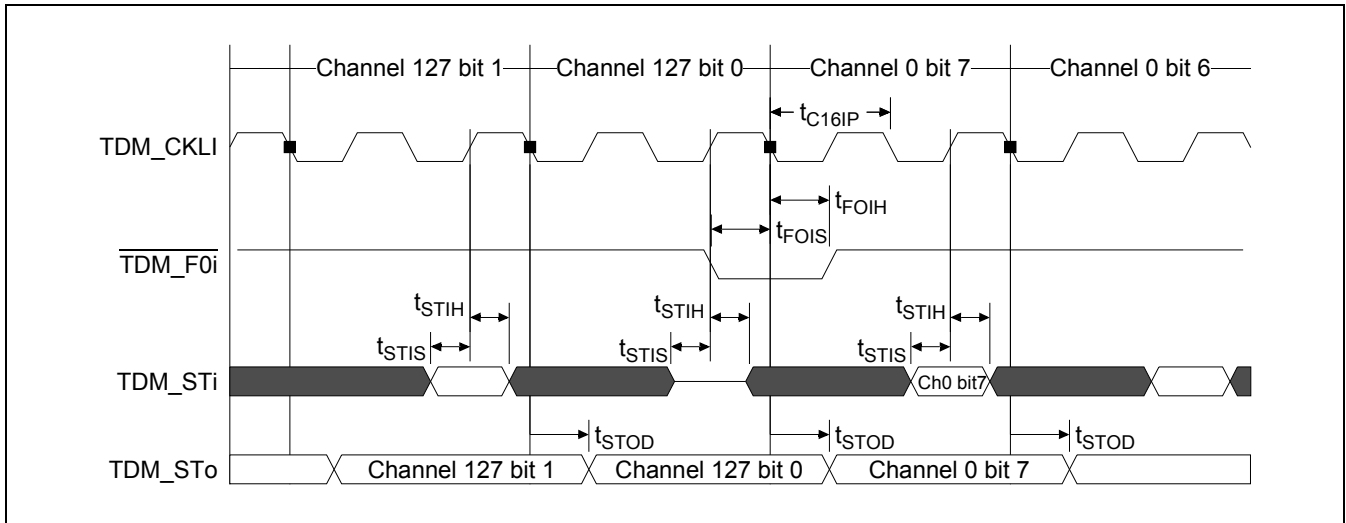 Channel 127 bit 1 Channel 127 bit 0 Channel 0 bit 7 Channel 0 bit 6
tC16IP
TDM_CKLI
tFOIH
tFOIS
TDM_F0i
tSTIH tSTIH tSTIH
tSTIS tSTIS tSTIS
TDM_STi Ch0 bit7
tSTOD tSTOD tSTOD
TDM_STo Channel 127 bit 1 Channel 127 bit 0 Channel 0 bit 7